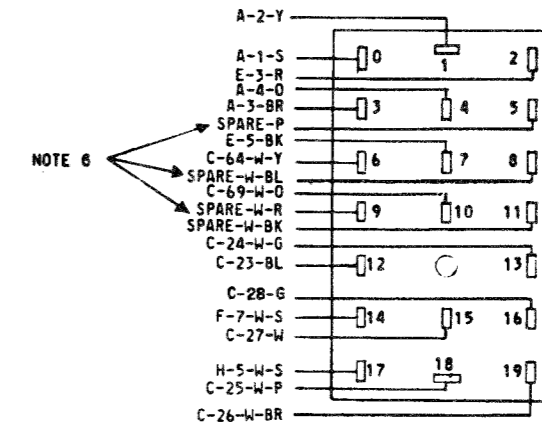 A-2-Y
1
A-1-S 0 2
E-3-R
A-4-O
A-3-BR 3 4 5
SPARE-P
E-5-BK
NOTE 6 C-64-W-Y 6 7 8
SPARE-W-BL
C-69-W-O
SPARE-W-R 9 10 11
SPARE-W-BK
C-24-W-G
C-23-BL 12 13
C-28-G
F-7-W-S 14 15 16
C-27-W
H-5-W-S 17 18 19
C-25-W-P
C-26-W-BR